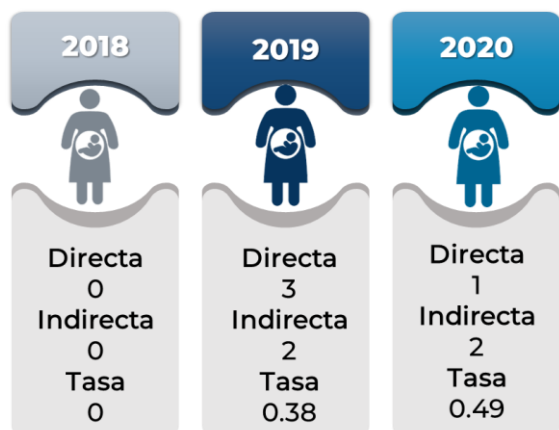 2018
Directa
0
Indirecta
0
Tasa
0
2019
Directa
3
Indirecta
2
Tasa
0.38
2020
Directa
1
Indirecta
2
Tasa
0.49